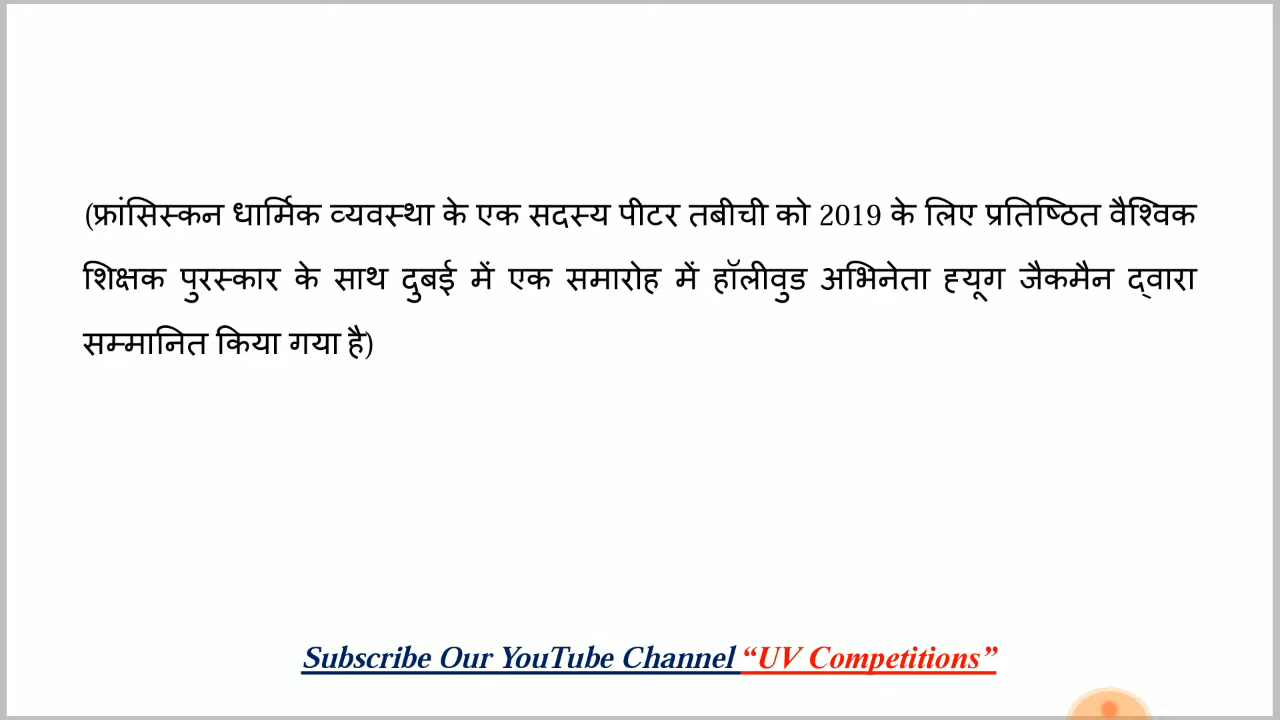 (फ्रांसिस्कन धार्मिक व्यवस्था के एक सदस्य पीटर तबीची को 2019 के लिए प्रतिष्ठित वैश्विक
शिक्षक पुरस्कार के साथ दुबई में एक समारोह में हॉलीवुड अभिनेता ह्यूग जैकमैन द्वारा
सम्मानित किया गया है)
Subscribe Our YouTube Channel “UV Competitions”